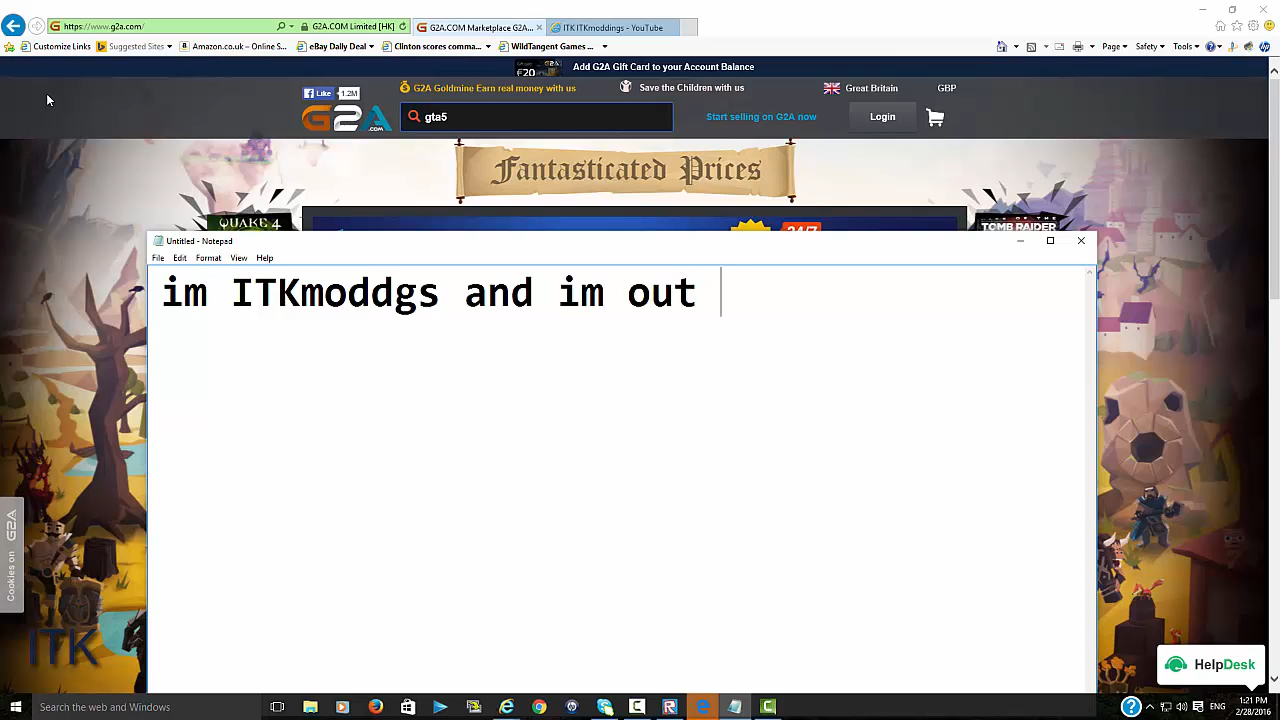 https://www.g2a.com/
G2A.COM Limited [HK]
G2A.COM Marketplace G2A...
ITK ITKmoddings - YouTube
Customize Links
Suggested Sites
Amazon.co.uk – Online S...
eBay Daily Deal
Clinton scores comma...
WildTangent Games ...
Page
Safety
Tools
£20
Add G2A Gift Card to your Account Balance
Like
1.2M
G2A Goldmine Earn real money with us
Save the Children with us
Great Britain
GBP
G2A.COM
gta5
Start selling on G2A now
Login
Fantasticated Prices
QUAKE 4
24/7
TOMB RAIDER
Untitled - Notepad
File
Edit
Format
View
Help
im ITKmoddgs and im out
Cookies on G2A
ITK
HelpDesk
Search the web and Windows
ENG
1:21 PM
2/28/2016